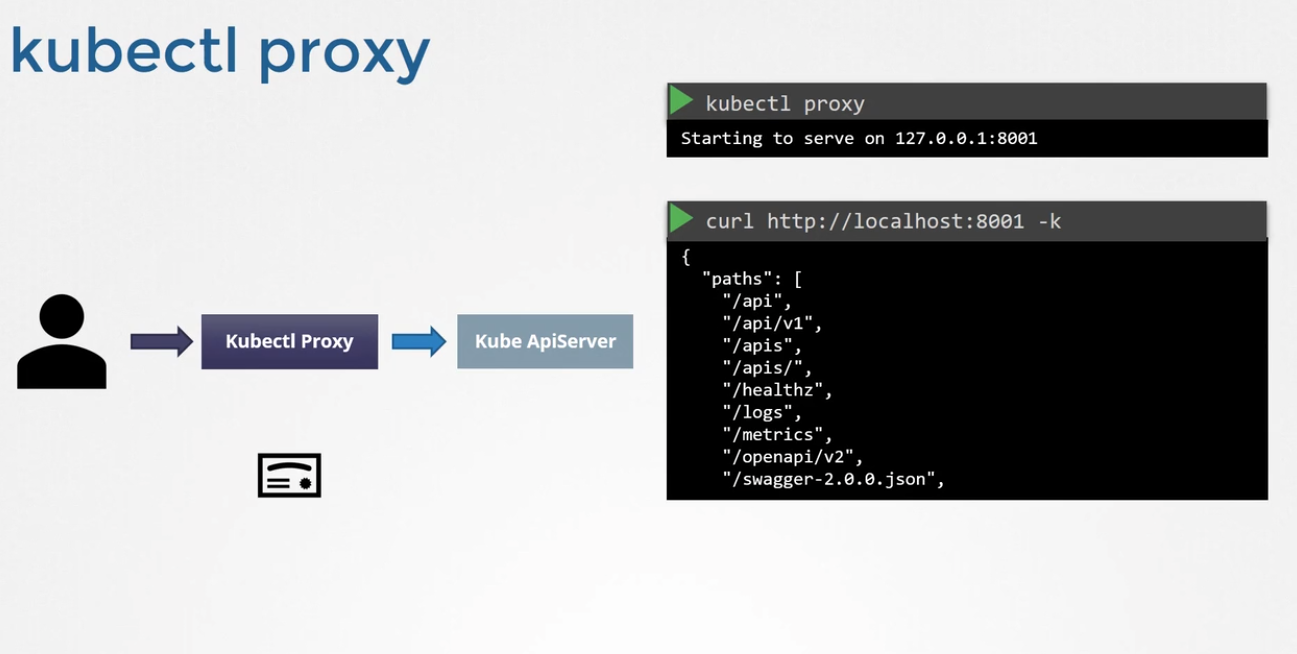 kubectl proxy
kubectl proxy
Starting to serve on 127.0.0.1:8001
curl http://localhost:8001 -k
{
"paths": [
"/api",
"/api/v1",
"/apis",
"/apis/",
"/healthz",
"/logs",
"/metrics",
"/openapi/v2",
"/swagger-2.0.0.json",
Kubectl Proxy
Kube ApiServer